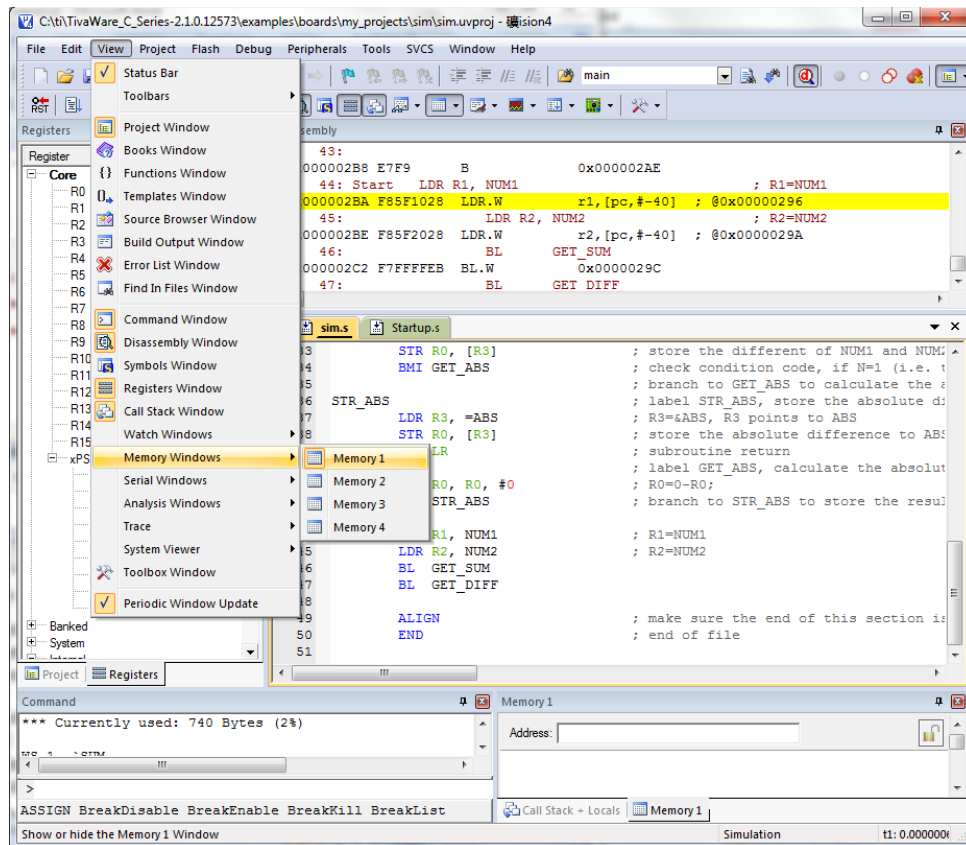 C:\ti\TivaWare_C_Series-2.1.0.12573\examples\boards\my_projects\sim\sim.uvproj - 礦ision4
File Edit View Project Flash Debug Peripherals Tools SVCS Window Help
main
Status Bar
Toolbars
Project Window
Books Window
Functions Window
Templates Window
Source Browser Window
Build Output Window
Error List Window
Find In Files Window
Command Window
Disassembly Window
Symbols Window
Registers Window
Call Stack Window
Watch Windows
Memory Windows
Serial Windows
Analysis Windows
Trace
System Viewer
Toolbox Window
Periodic Window Update
Memory 1
Memory 2
Memory 3
Memory 4
Registers
Register
Core
R0
R1
R2
R3
R4
R5
R6
R7
R8
R9
R10
R11
R12
R13
R14
R15
xPS
Banked
System
Project Registers
43:
000002B8 E7F9 B 0x000002AE
44: Start LDR R1, NUM1 ; R1=NUM1
000002BA F85F1028 LDR.W r1,[pc,#-40] ; @0x00000296
45: LDR R2, NUM2 ; R2=NUM2
000002BE F85F2028 LDR.W r2,[pc,#-40] ; @0x0000029A
46: BL GET_SUM
000002C2 F7FFFFEB BL.W 0x0000029C
47: BL GET_DIFF
sim.s Startup.s
33 STR R0, [R3] ; store the different of NUM1 and NUM2
34 BMI GET_ABS ; check condition code, if N=1 (i.e.
35 ; branch to GET_ABS to calculate the
36 STR_ABS ; label STR_ABS, store the absolute
37 LDR R3, =ABS ; R3=&ABS, R3 points to ABS
38 STR R0, [R3] ; store the absolute difference to ABS
LR ; subroutine return
; label GET_ABS, calculate the
R0, R0, #0 ; R0=0-R0;
STR_ABS ; branch to STR_ABS to store the
R1, NUM1 ; R1=NUM1
45 LDR R2, NUM2 ; R2=NUM2
46 BL GET_SUM
47 BL GET_DIFF
48
49 ALIGN ; make sure the end of this section
50 END ; end of file
51
Command
*** Currently used: 740 Bytes (2%)
>
ASSIGN BreakDisable BreakEnable BreakKill BreakList
Memory 1
Address:
Call Stack + Locals Memory 1
Show or hide the Memory 1 Window
Simulation
t1: 0.000000